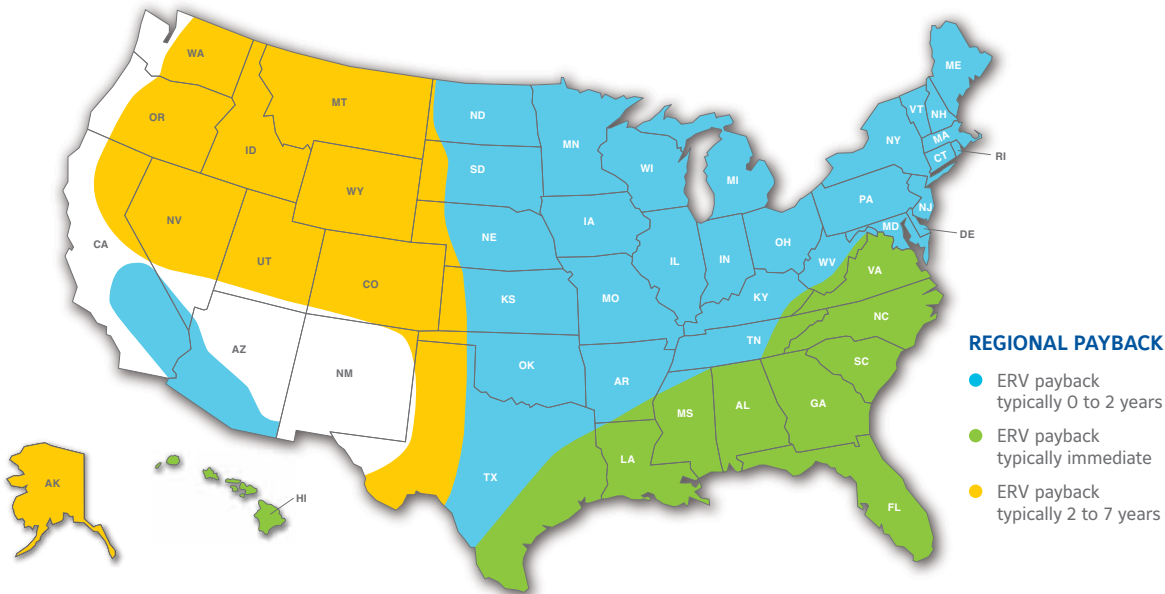 WA
OR
MT
ID
WY
NV
UT
CO
CA
AZ
NM
ND
SD
NE
KS
OK
TX
MN
IA
MO
AR
LA
WI
IL
MS
MI
IN
KY
TN
AL
OH
WV
GA
FL
SC
NC
VA
PA
NY
VT
NH
ME
MA
CT
RI
NJ
MD
DE
AK
HI
REGIONAL PAYBACK
ERV payback
typically 0 to 2 years
ERV payback
typically immediate
ERV payback
typically 2 to 7 years